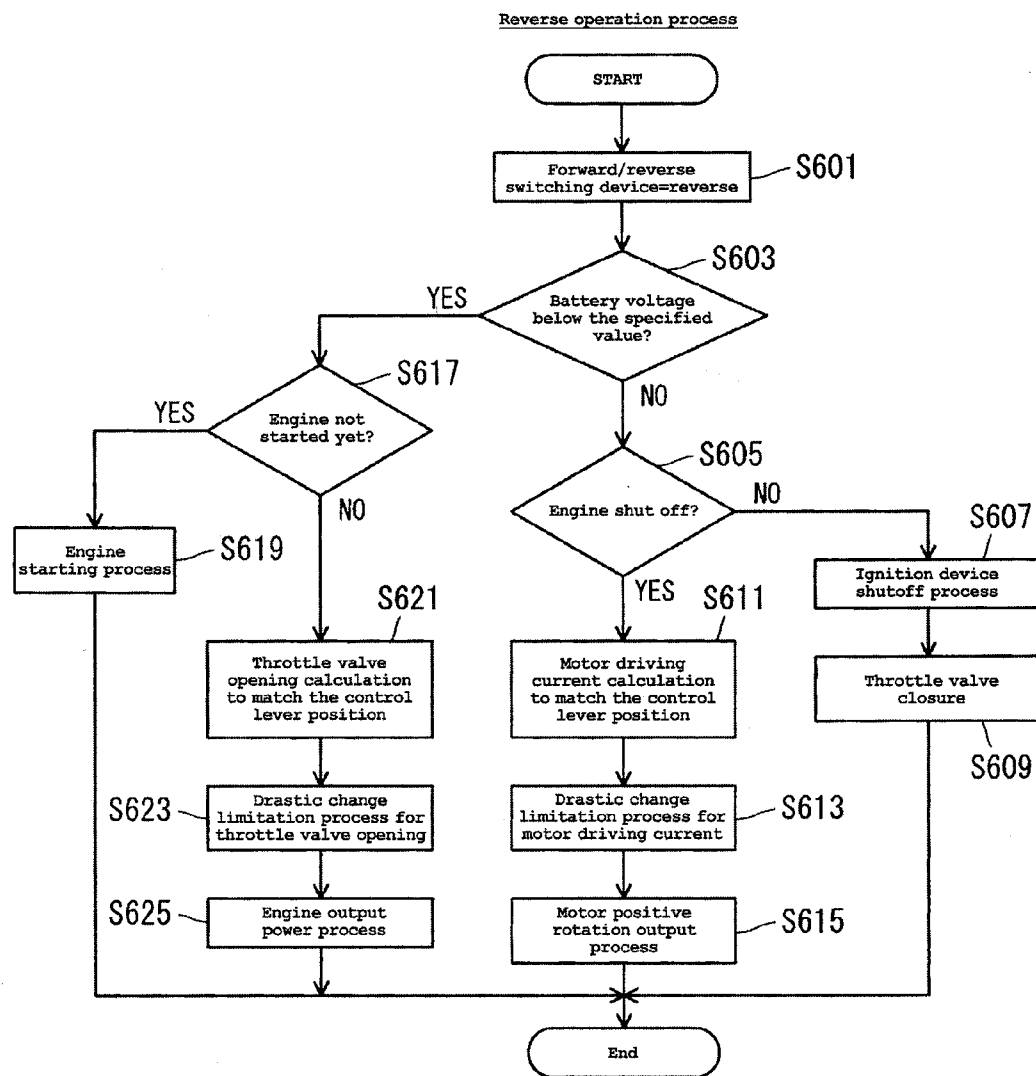 Reverse operation process
START
Forward/reverse
switching device=reverse
S601
S603
Battery voltage
below the specified
value?
YES
NO
S617
Engine not
started yet?
YES
NO
S605
Engine shut off?
NO
YES
Engine
starting process
S619
S607
Ignition device
shutoff process
S621
Throttle valve
opening calculation
to match the control
lever position
S611
Motor driving
current calculation
to match the control
lever position
Throttle valve
closure
S609
S623
Drastic change
limitation process for
throttle valve opening
Drastic change
limitation process for
motor driving current
S613
S625
Engine output
power process
Motor positive
rotation output
process
S615
End